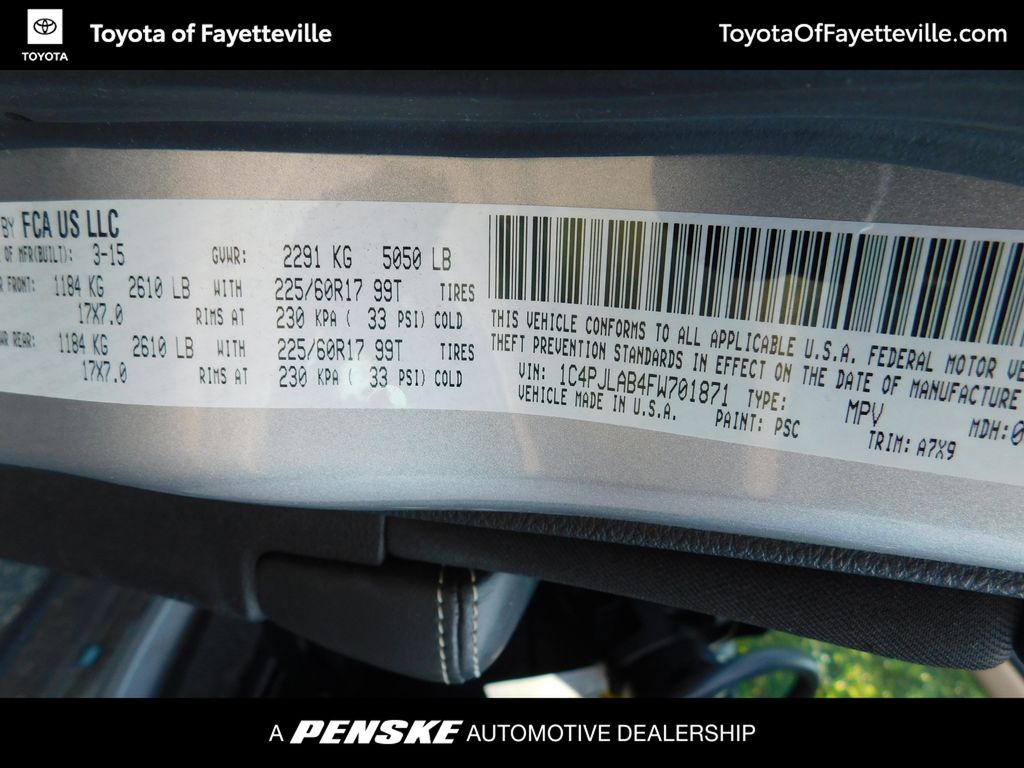 TOYOTA
Toyota of Fayetteville
ToyotaOfFayetteville.com
BY FCA US LLC
OF MFR(BUILT): 3-15 GVWR: 2291 KG 5050 LB
FRONT: 1184 KG 2610 LB WITH 225/60R17 99T TIRES
17X7.0 RIMS AT 230 KPA ( 33 PSI) COLD
REAR: 1184 KG 2610 LB WITH 225/60R17 99T TIRES
17X7.0 RIMS AT 230 KPA ( 33 PSI) COLD
THIS VEHICLE CONFORMS TO ALL APPLICABLE U.S.A. FEDERAL MOTOR VE
THEFT PREVENTION STANDARDS IN EFFECT ON THE DATE OF MANUFACTURE
VIN: 1C4PJLAB4FW701871 TYPE: MPV MDH:0
VEHICLE MADE IN U.S.A. PAINT: PSC TRIM: A7X9
A PENSKE AUTOMOTIVE DEALERSHIP